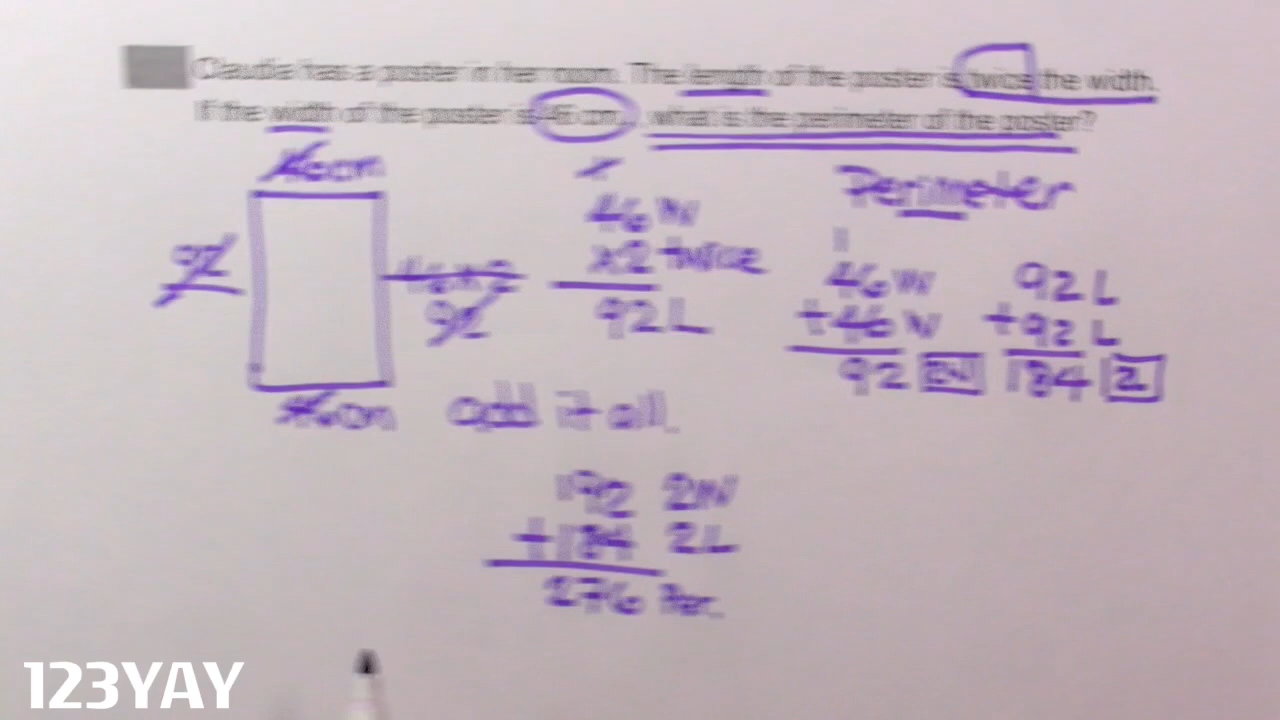 Claudia has a poster in her room. The length of the poster is twice the width.
If the width of the poster is 46 cm, what is the perimeter of the poster?
46cm
92
46x2
92
46cm
46 W
x2 twice
92 L
Perimeter
1
46 W
+46 W
92 2W
92 L
+92 L
184 2
add it all.
192 2W
+184 2L
276 Per.
123YAY